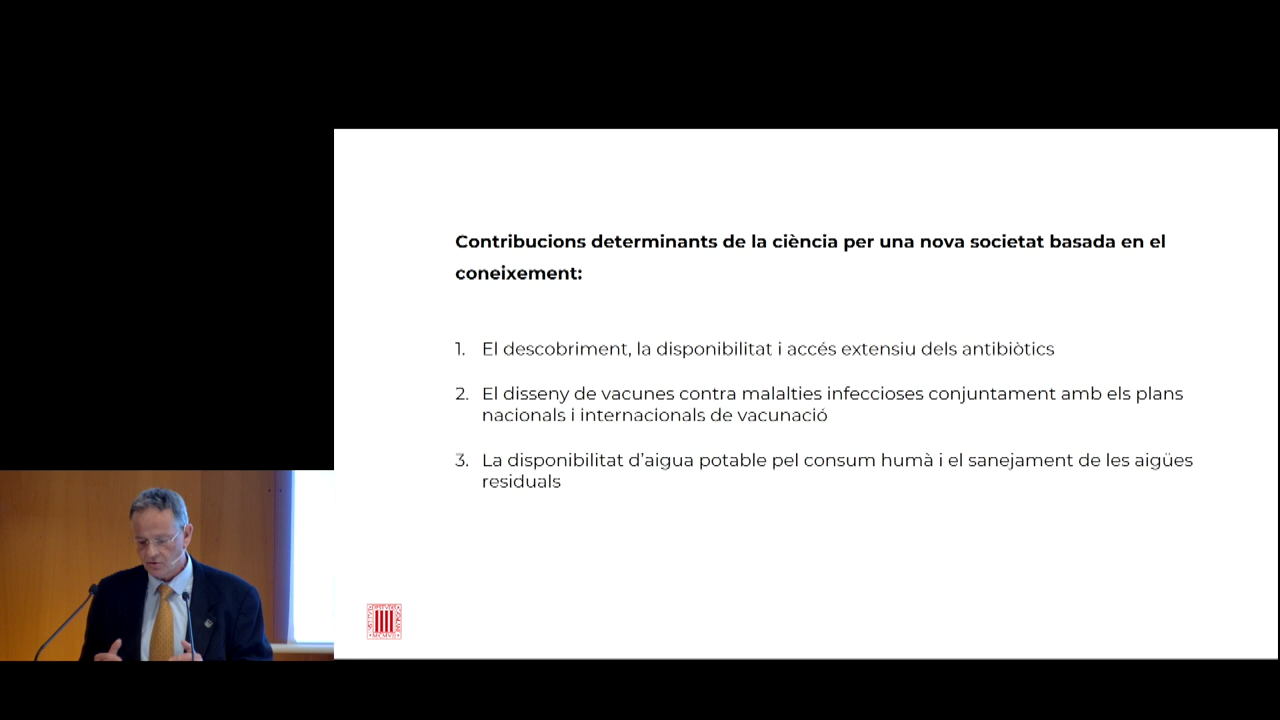 Contribucions determinants de la ciència per una nova societat basada en el
coneixement:
1. El descobriment, la disponibilitat i accés extensiu dels antibiòtics
2. El disseny de vacunes contra malalties infeccioses conjuntament amb els plans
nacionals i internacionals de vacunació
3. La disponibilitat d'aigua potable pel consum humà i el sanejament de les aigües
residuals